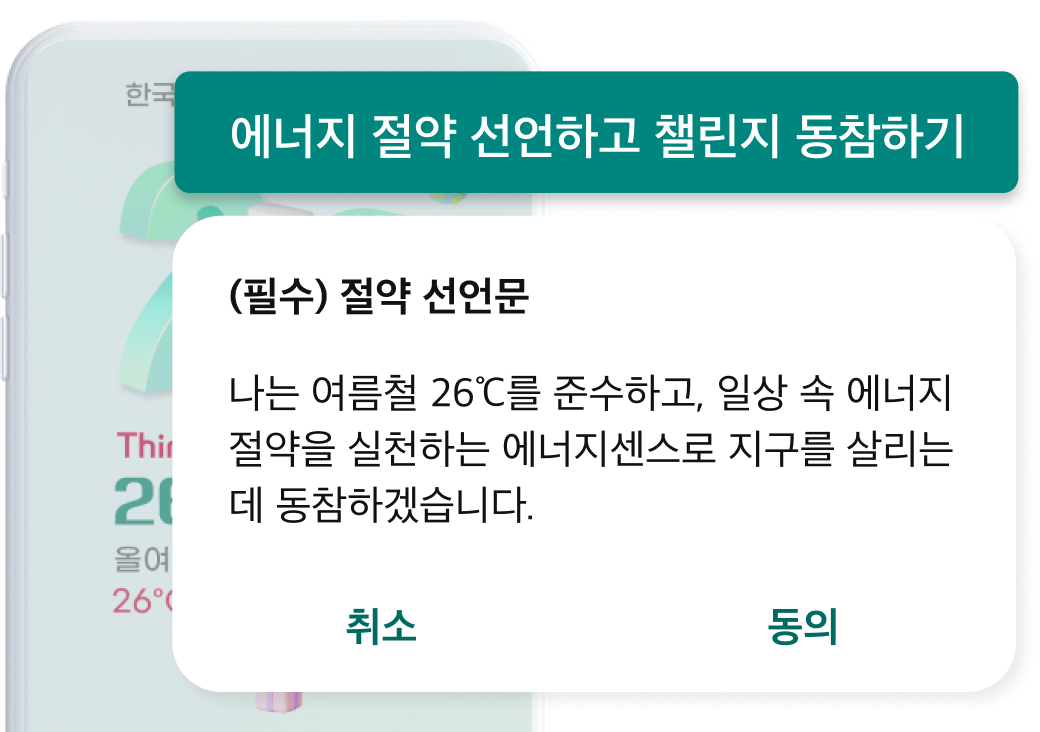 한국
에너지 절약 선언하고 챌린지 동참하기
(필수) 절약 선언문
나는 여름철 26℃를 준수하고, 일상 속 에너지
절약을 실천하는 에너지센스로 지구를 살리는
데 동참하겠습니다.
Thin
26
올여
26°C
취소
동의